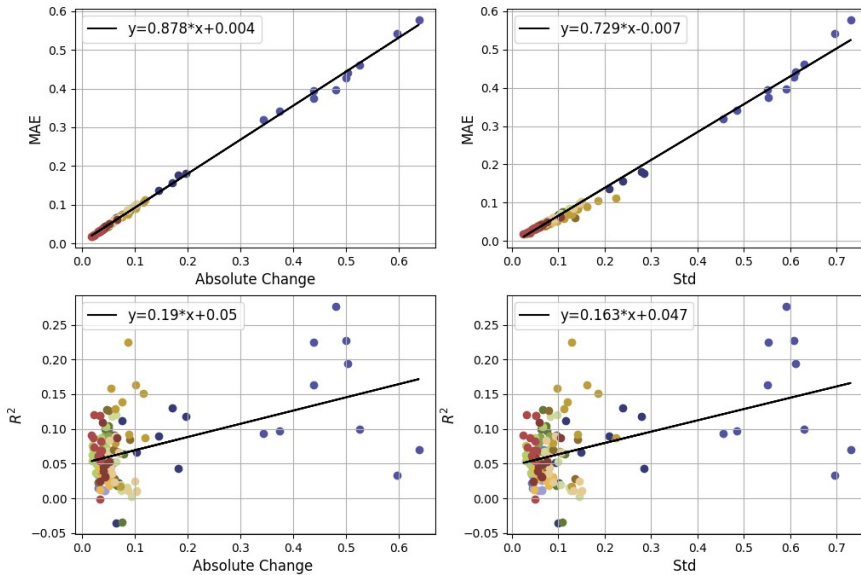 y=0.878*x+0.004
0.6
0.5
0.4
0.3
0.2
0.1
0.0
MAE
0.0 0.1 0.2 0.3 0.4 0.5 0.6
Absolute Change
y=0.729*x-0.007
0.6
0.5
0.4
0.3
0.2
0.1
0.0
MAE
0.0 0.1 0.2 0.3 0.4 0.5 0.6 0.7
Std
y=0.19*x+0.05
0.25
0.20
0.15
0.10
0.05
0.00
−0.05
R²
0.0 0.1 0.2 0.3 0.4 0.5 0.6
Absolute Change
y=0.163*x+0.047
0.25
0.20
0.15
0.10
0.05
0.00
−0.05
R²
0.0 0.1 0.2 0.3 0.4 0.5 0.6 0.7
Std